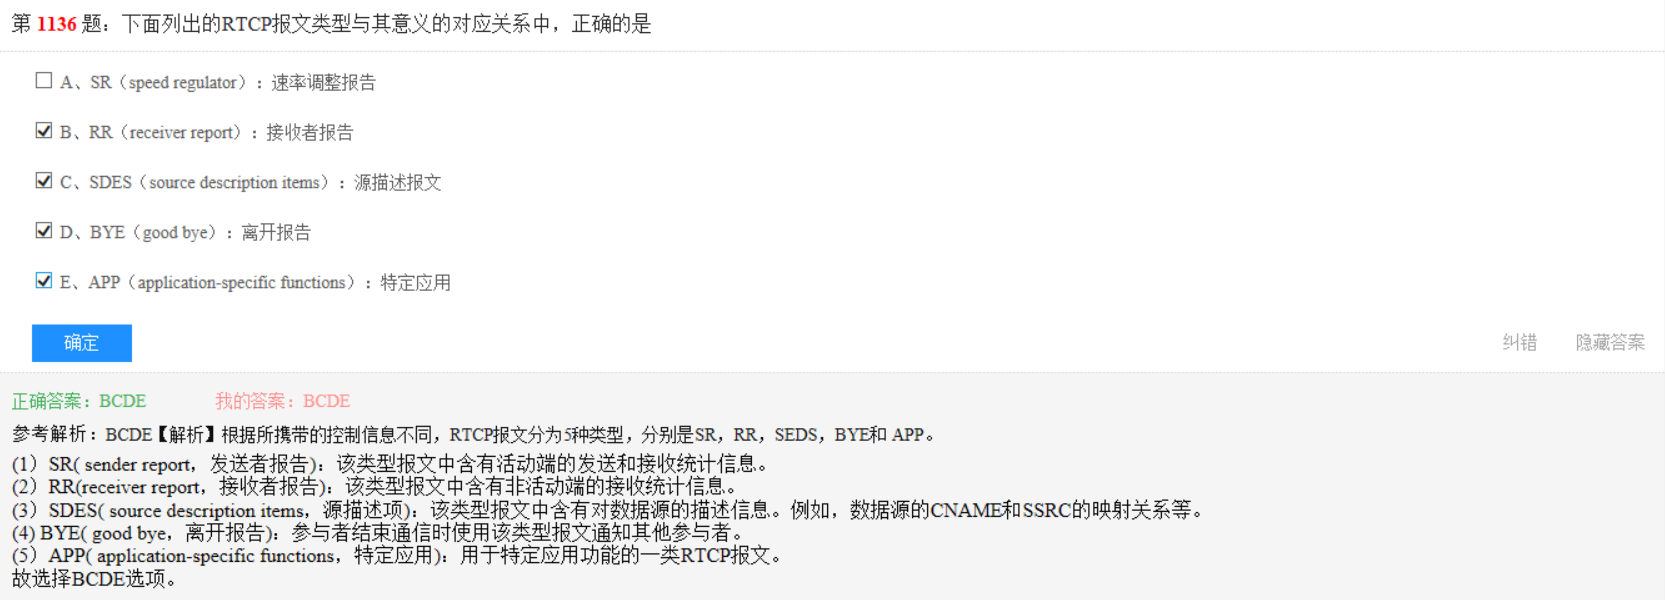 第 1136 题：下面列出的RTCP报文类型与其意义的对应关系中，正确的是
A、SR（speed regulator）：速率调整报告
B、RR（receiver report）：接收者报告
C、SDES（source description items）：源描述报文
D、BYE（good bye）：离开报告
E、APP（application-specific functions）：特定应用
确定 纠错 隐藏答案
正确答案：BCDE 我的答案：BCDE
参考解析：BCDE【解析】根据所携带的控制信息不同，RTCP报文分为5种类型，分别是SR，RR，SEDS，BYE和 APP。
(1）SR( sender report，发送者报告)：该类型报文中含有活动端的发送和接收统计信息。
(2）RR(receiver report，接收者报告)：该类型报文中含有非活动端的接收统计信息。
(3）SDES( source description items，源描述项)：该类型报文中含有对数据源的描述信息。例如，数据源的CNAME和SSRC的映射关系等。
(4) BYE( good bye，离开报告)：参与者结束通信时使用该类型报文通知其他参与者。
(5）APP( application-specific functions，特定应用)：用于特定应用功能的一类RTCP报文。
故选择BCDE选项。